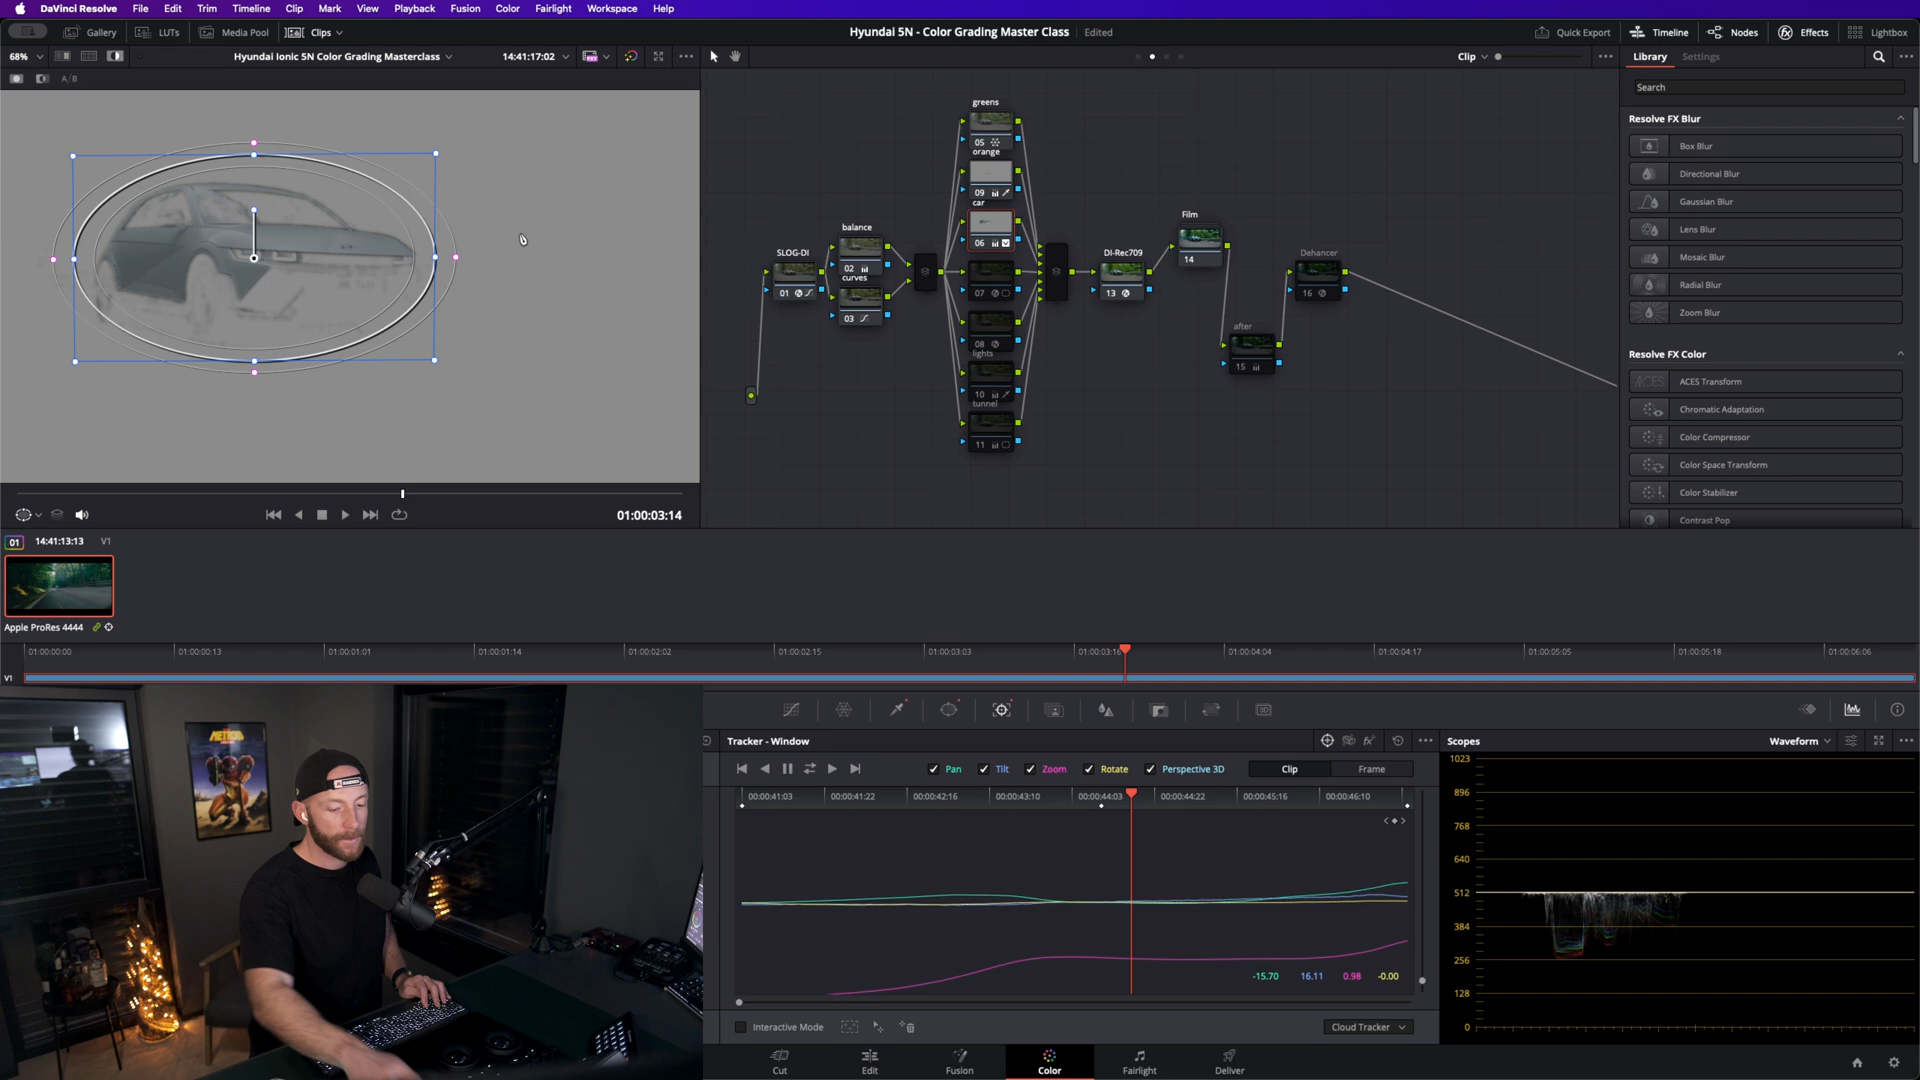 DaVinci Resolve File Edit Trim Timeline Clip Mark View Playback Fusion Color Fairlight Workspace Help
Gallery LUTs Media Pool Clips
Hyundai 5N - Color Grading Master Class Edited
Quick Export Timeline Nodes Effects Lightbox
68% Hyundai Ionic 5N Color Grading Masterclass 14:41:17:02
Clip
Library Settings
A/B
Search
Resolve FX Blur
Box Blur
Directional Blur
Gaussian Blur
Lens Blur
Mosaic Blur
Radial Blur
Zoom Blur
Resolve FX Color
ACES ACES Transform
Chromatic Adaptation
Color Compressor
Color Space Transform
Color Stabilizer
Contrast Pop
greens
05
orange
09
car
06
07
08
lights
10
tunnel
11
SLOG-DI
01
balance
02
curves
03
DI-Rec709
13
Film
14
after
15
Dehancer
16
01:00:03:14
01 14:41:13:13 V1
Apple ProRes 4444
01:00:00:00 01:00:00:13 01:00:01:01 01:00:01:14 01:00:02:02 01:00:02:15 01:00:03:03 01:00:03:16 01:00:04:04 01:00:04:17 01:00:05:05 01:00:05:18 01:00:06:06
V1
METROID
Tracker - Window
Pan Tilt Zoom Rotate Perspective 3D Clip Frame
00:00:41:03 00:00:41:22 00:00:42:16 00:00:43:10 00:00:44:03 00:00:44:22 00:00:45:16 00:00:46:10
-15.70 16.11 0.98 -0.00
Interactive Mode Cloud Tracker
3D
Scopes Waveform
1023
896
768
640
512
384
256
128
0
Cut Edit Fusion Color Fairlight Deliver